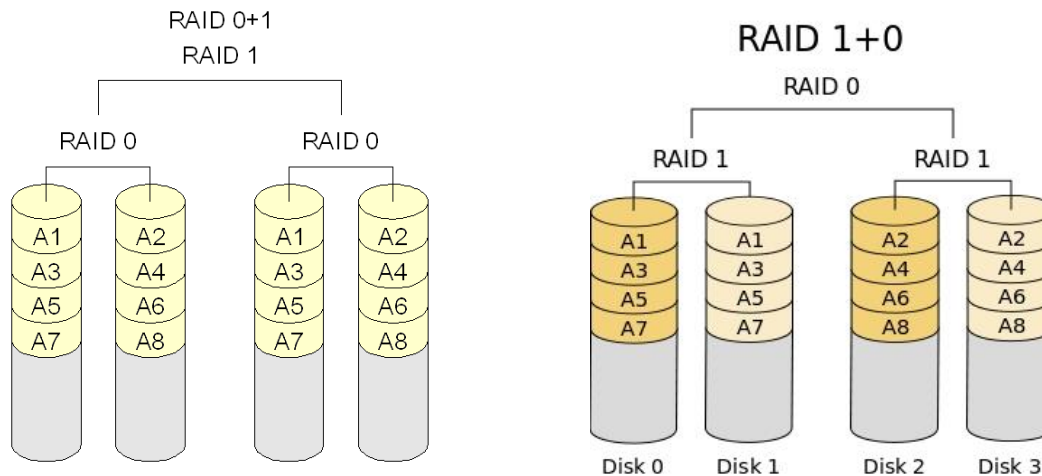 RAID 0+1
RAID 1
RAID 0 RAID 0
A1 A2 A1 A2
A3 A4 A3 A4
A5 A6 A5 A6
A7 A8 A7 A8
RAID 1+0
RAID 0
RAID 1 RAID 1
A1 A1 A2 A2
A3 A3 A4 A4
A5 A5 A6 A6
A7 A7 A8 A8
Disk 0 Disk 1 Disk 2 Disk 3